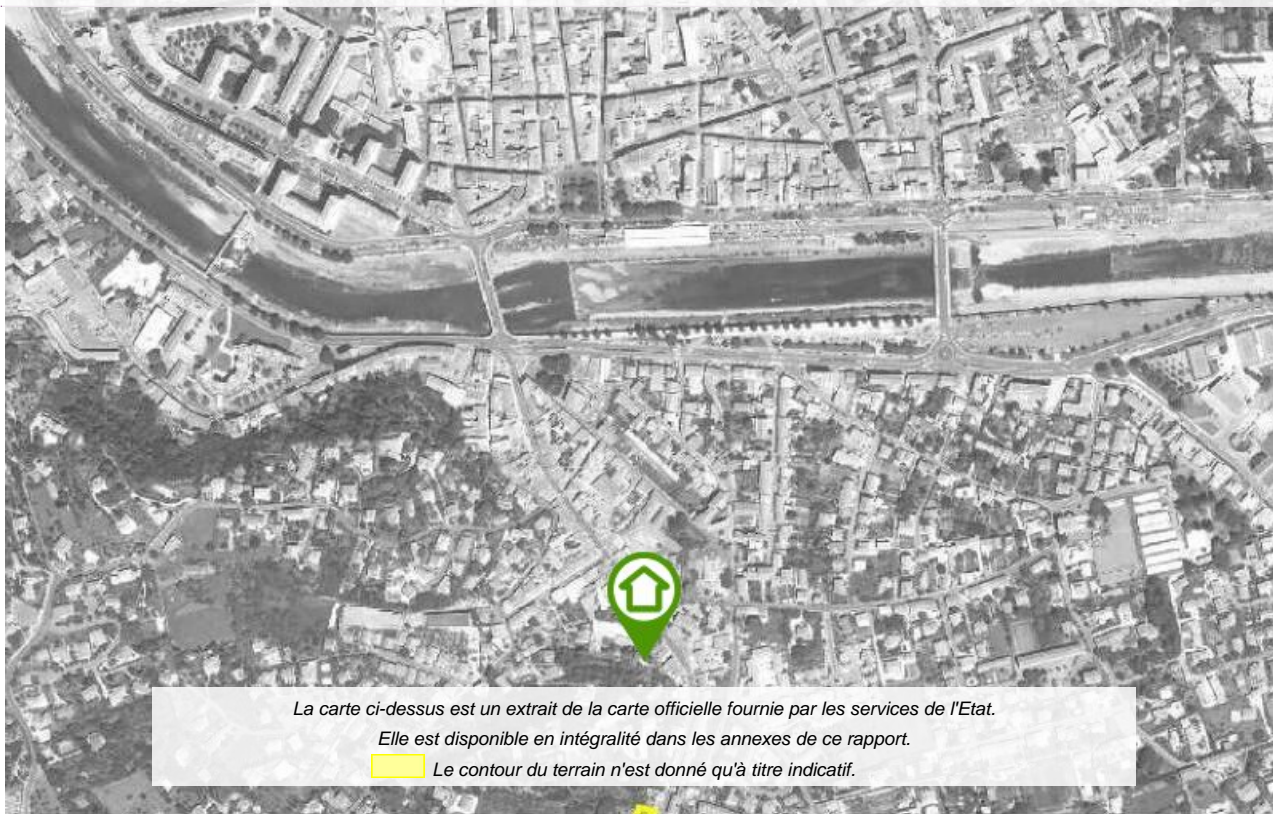 La carte ci-dessus est un extrait de la carte officielle fournie par les services de l'Etat.
Elle est disponible en intégralité dans les annexes de ce rapport.
Le contour du terrain n'est donné qu'à titre indicatif.